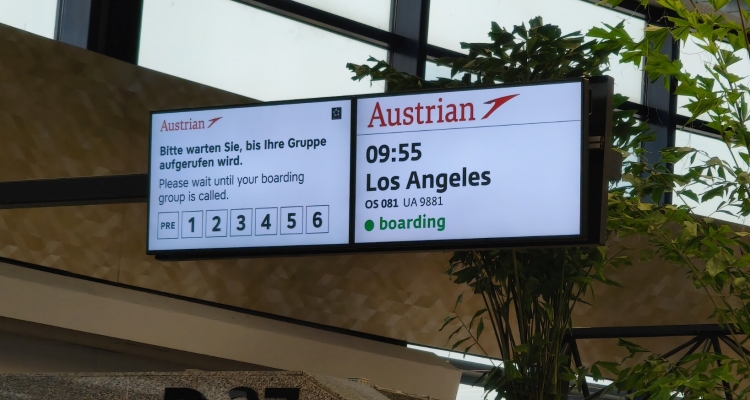 Austrian
Bitte warten Sie, bis Ihre Gruppe
aufgerufen wird.
Please wait until your boarding
group is called.
PRE 1 2 3 4 5 6
Austrian
09:55
Los Angeles
OS 081 UA 9881
boarding